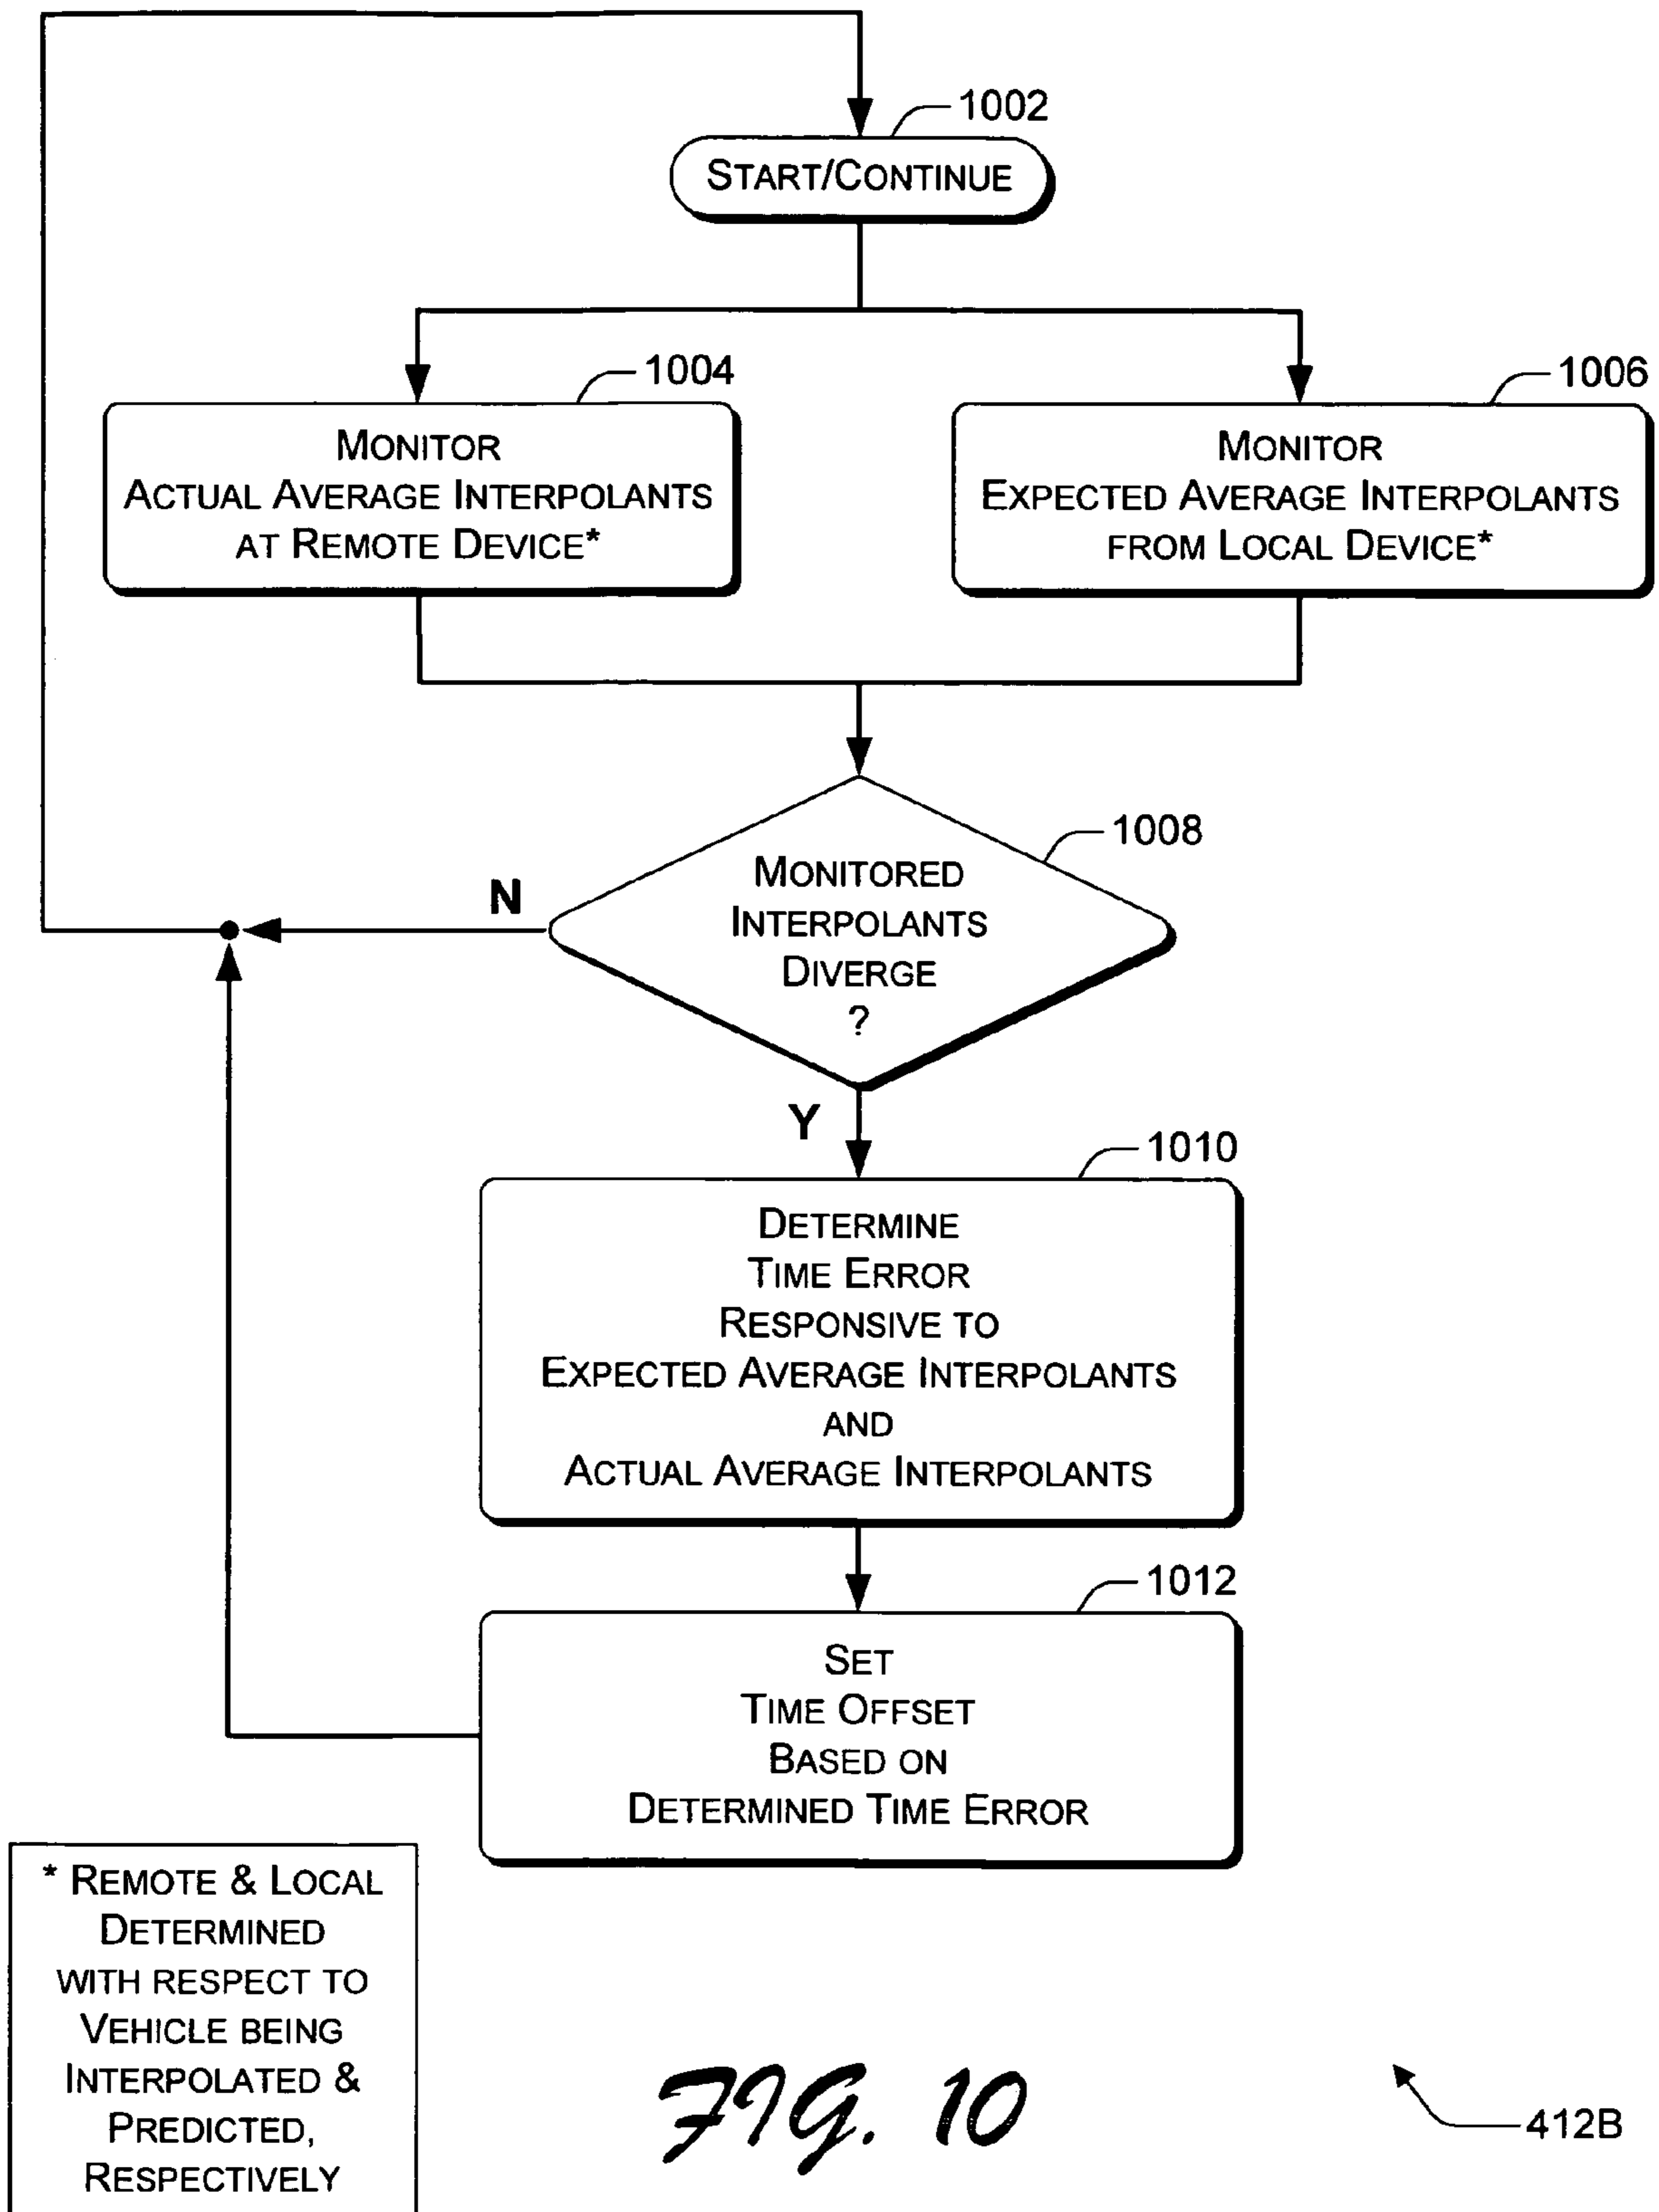 1002
START/CONTINUE
1004
MONITOR
ACTUAL AVERAGE INTERPOLANTS
AT REMOTE DEVICE*
1006
MONITOR
EXPECTED AVERAGE INTERPOLANTS
FROM LOCAL DEVICE*
1008
MONITORED
INTERPOLANTS
DIVERGE
?
N
Y
1010
DETERMINE
TIME ERROR
RESPONSIVE TO
EXPECTED AVERAGE INTERPOLANTS
AND
ACTUAL AVERAGE INTERPOLANTS
1012
SET
TIME OFFSET
BASED ON
DETERMINED TIME ERROR
* REMOTE & LOCAL
DETERMINED
WITH RESPECT TO
VEHICLE BEING
INTERPOLATED &
PREDICTED,
RESPECTIVELY
FIG. 10
412B